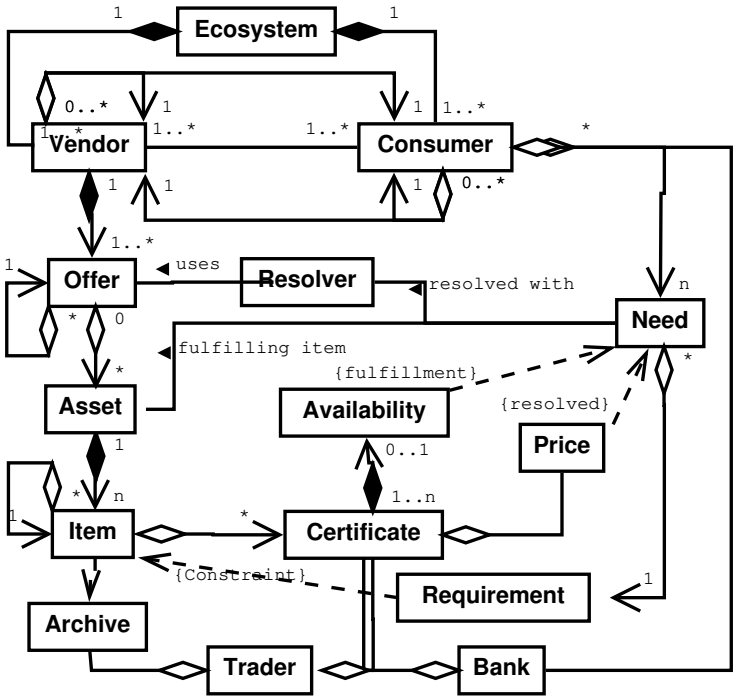 1
Ecosystem
1
0..*
1
1
1..*
1..*
Vendor
1..*
1..*
Consumer
*
1
1
1
0..*
1..*
1
Offer
uses
Resolver
resolved with
n
*
0
Need
fulfilling item
*
{fulfillment}
*
Asset
Availability
{resolved}
1
0..1
Price
*
n
1..n
1
Item
*
Certificate
{Constraint}
Requirement
1
Archive
Trader
Bank